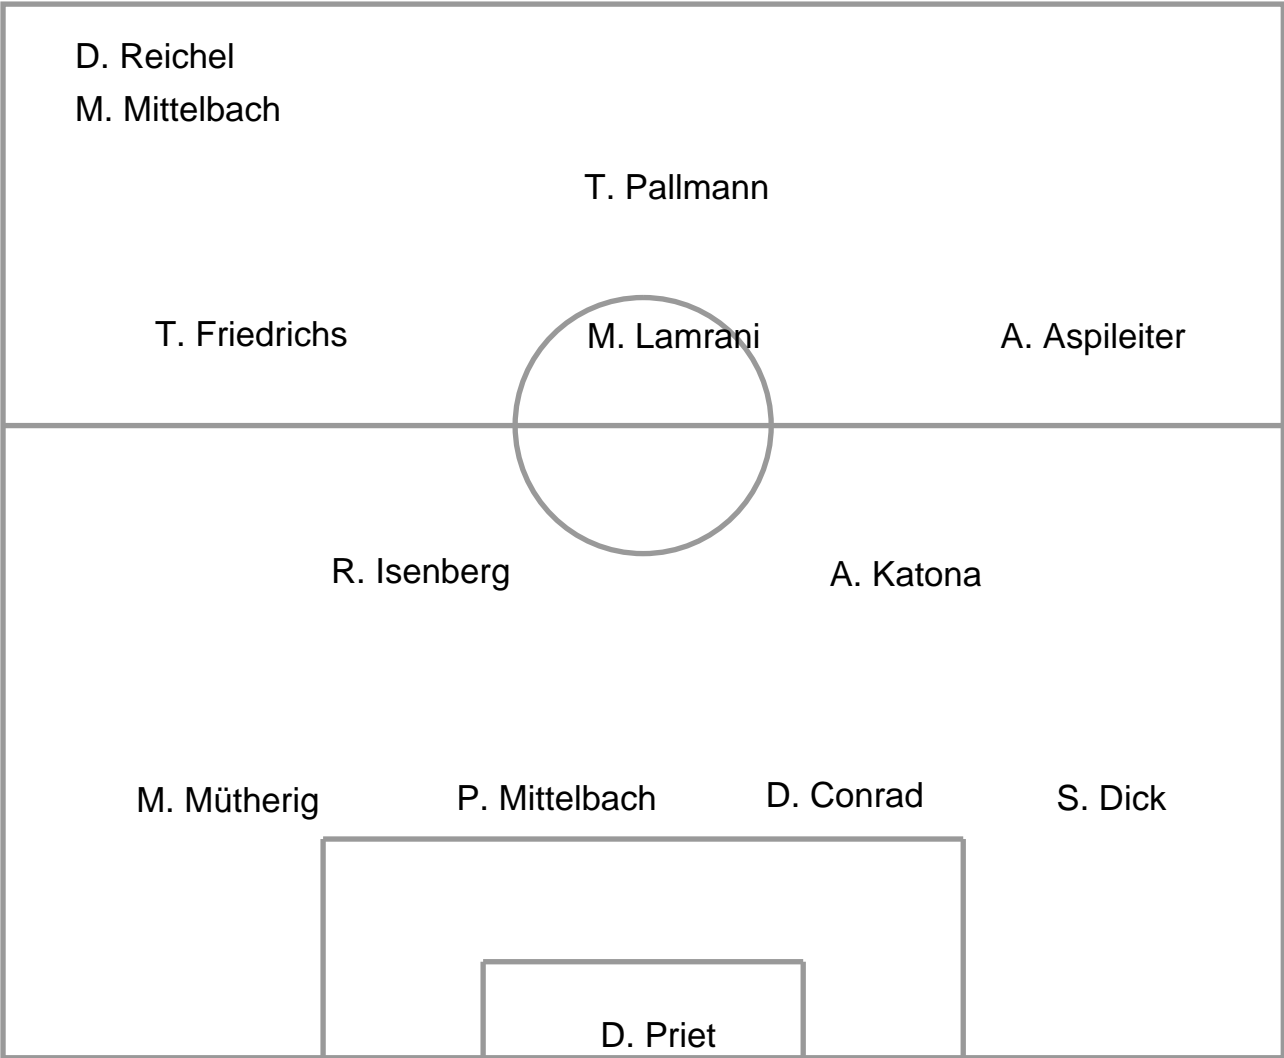 D. Reichel
M. Mittelbach
T. Pallmann
T. Friedrichs
M. Lamrani
A. Aspileiter
R. Isenberg
A. Katona
M. Mütherig
P. Mittelbach
D. Conrad
S. Dick
D. Priet